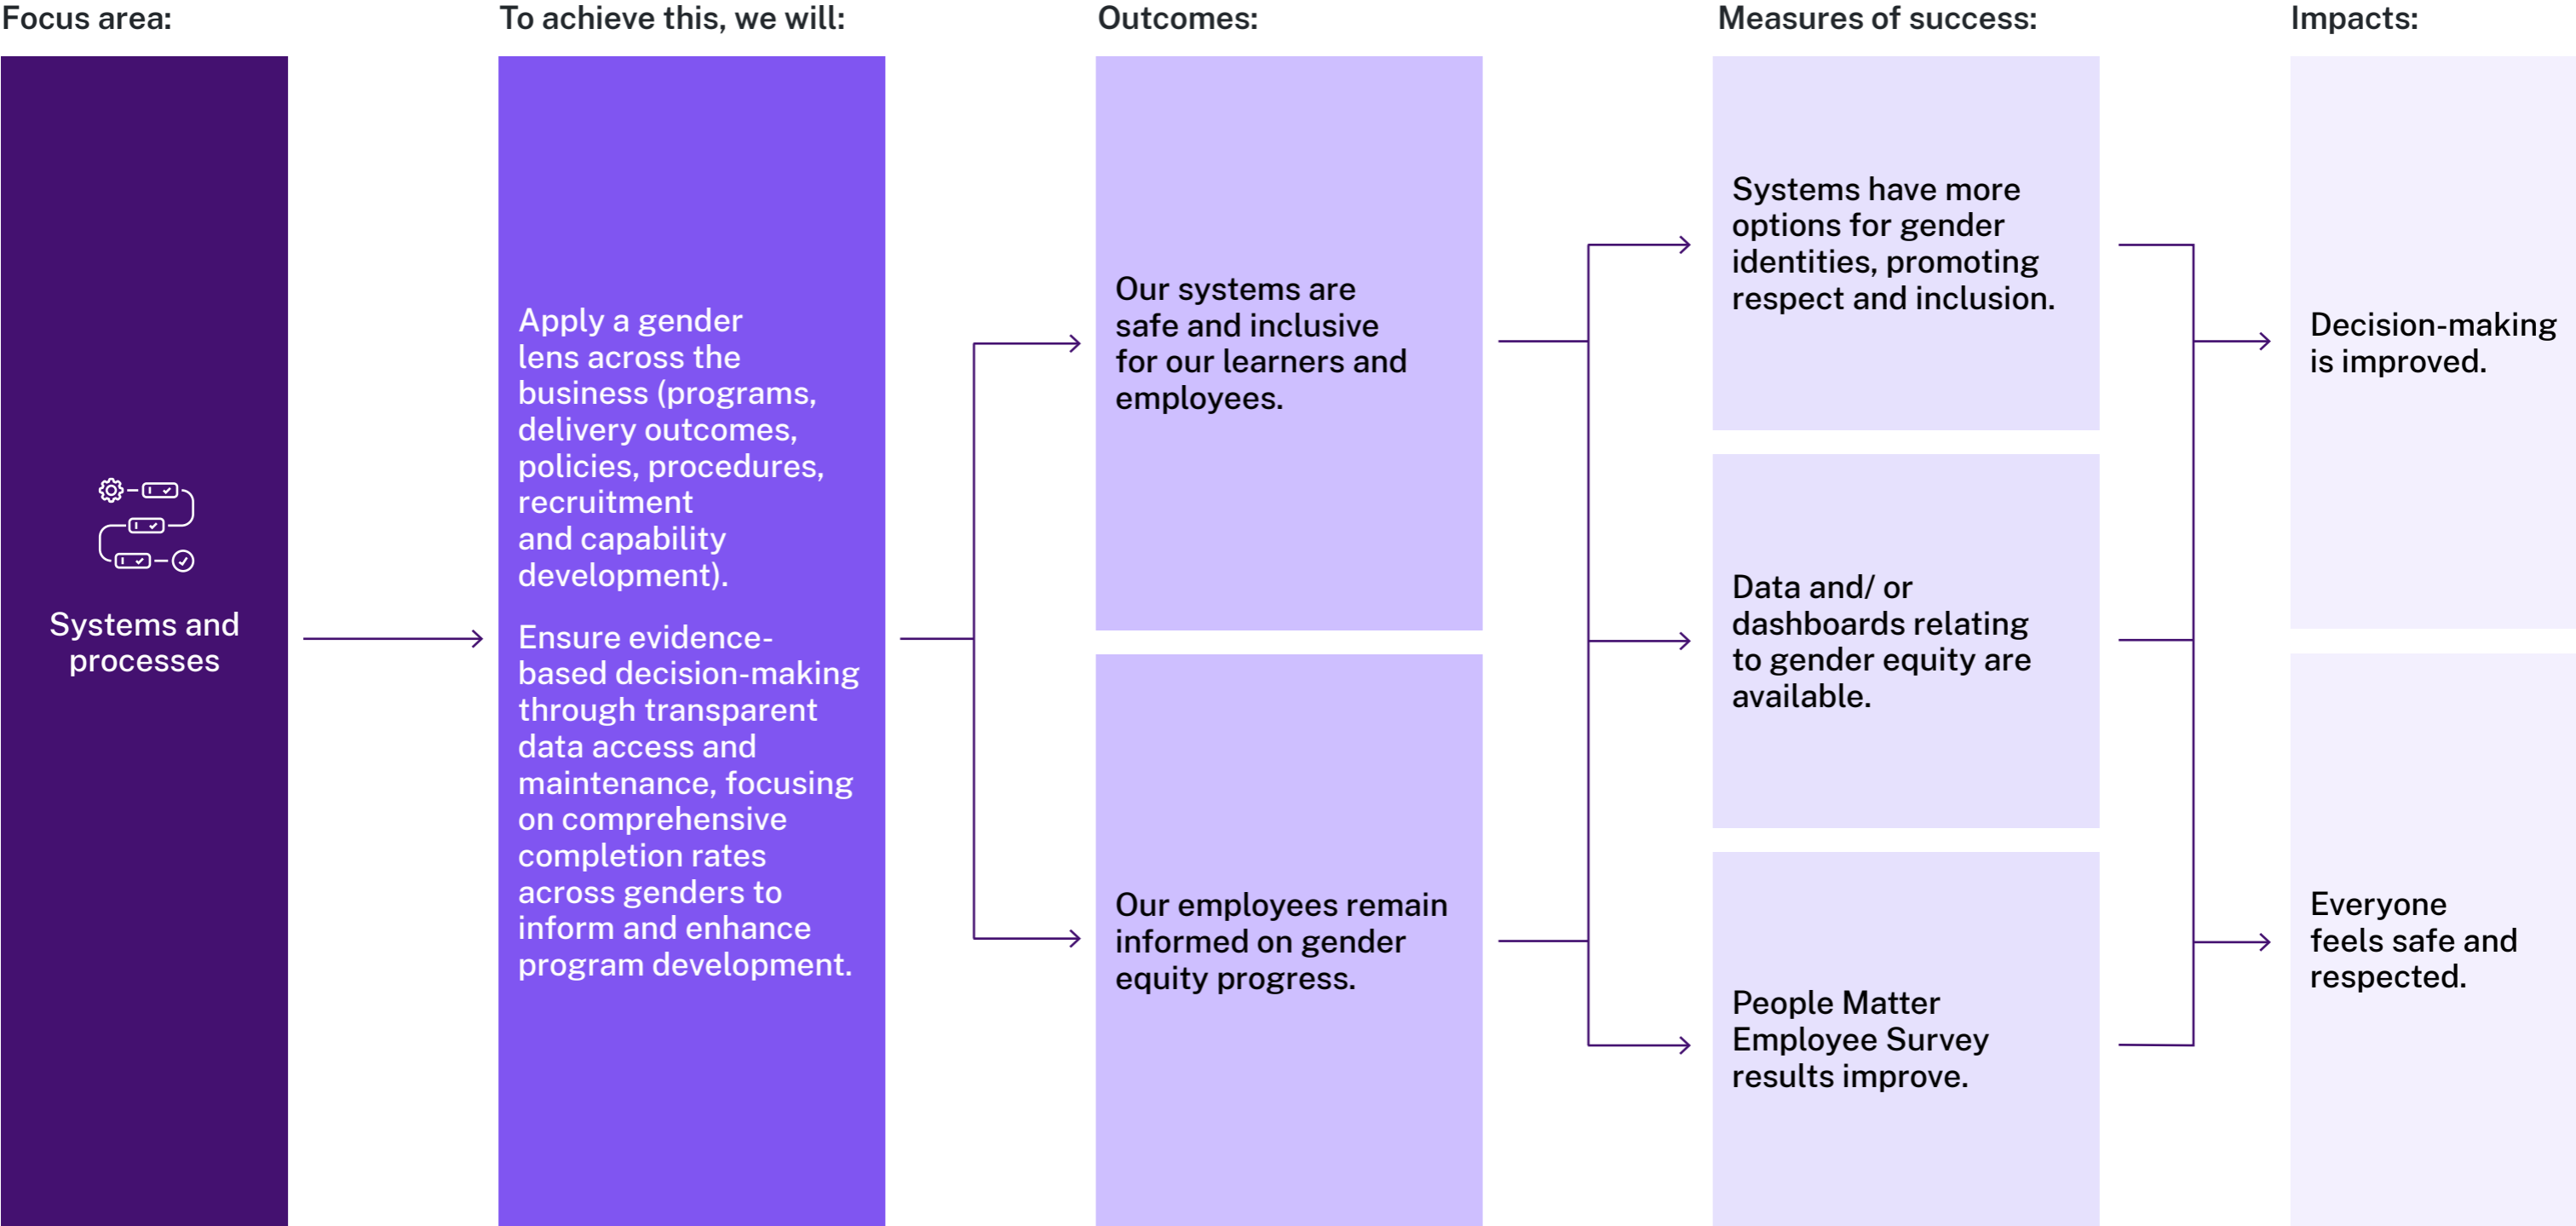 Focus area:
To achieve this, we will:
Outcomes:
Measures of success:
Impacts:
Systems and
processes
Apply a gender
lens across the
business (programs,
delivery outcomes,
policies, procedures,
recruitment
and capability
development).
Ensure evidence-
based decision-making
through transparent
data access and
maintenance, focusing
on comprehensive
completion rates
across genders to
inform and enhance
program development.
Our systems are
safe and inclusive
for our learners and
employees.
Our employees remain
informed on gender
equity progress.
Systems have more
options for gender
identities, promoting
respect and inclusion.
Data and/ or
dashboards relating
to gender equity are
available.
People Matter
Employee Survey
results improve.
Decision-making
is improved.
Everyone
feels safe and
respected.